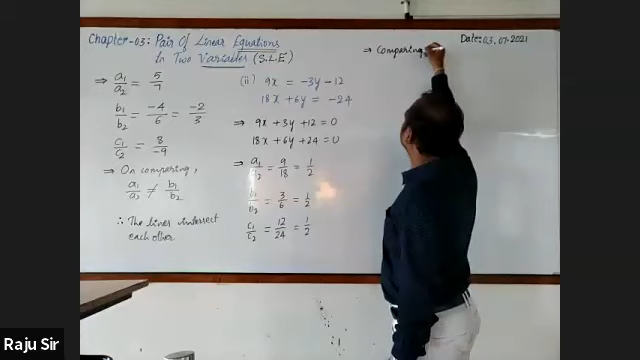 Chapter-03: Pair Of Linear Equations
In Two Variables (S.L.E)
Date: 03.07.2021
⇒ a₁/a₂ = 5/7
b₁/b₂ = -4/6 = -2/3
c₁/c₂ = 8/-9
⇒ On comparing,
a₁/a₂ ≠ b₁/b₂
∴ The lines intersect
each other
(ii) 9x = -3y -12
18x +6y = -24
⇒ 9x +3y +12 = 0
18x +6y +24 = 0
⇒ a₁/a₂ = 9/18 = 1/2
b₁/b₂ = 3/6 = 1/2
c₁/c₂ = 12/24 = 1/2
⇒ Comparing
Raju Sir